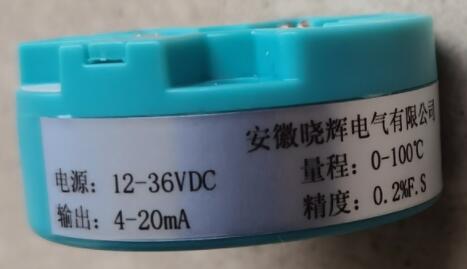 安徽晓辉电气有限公司
电源：12-36VDC
量程：0-100℃
输出：4-20mA
精度：0.2%F.S